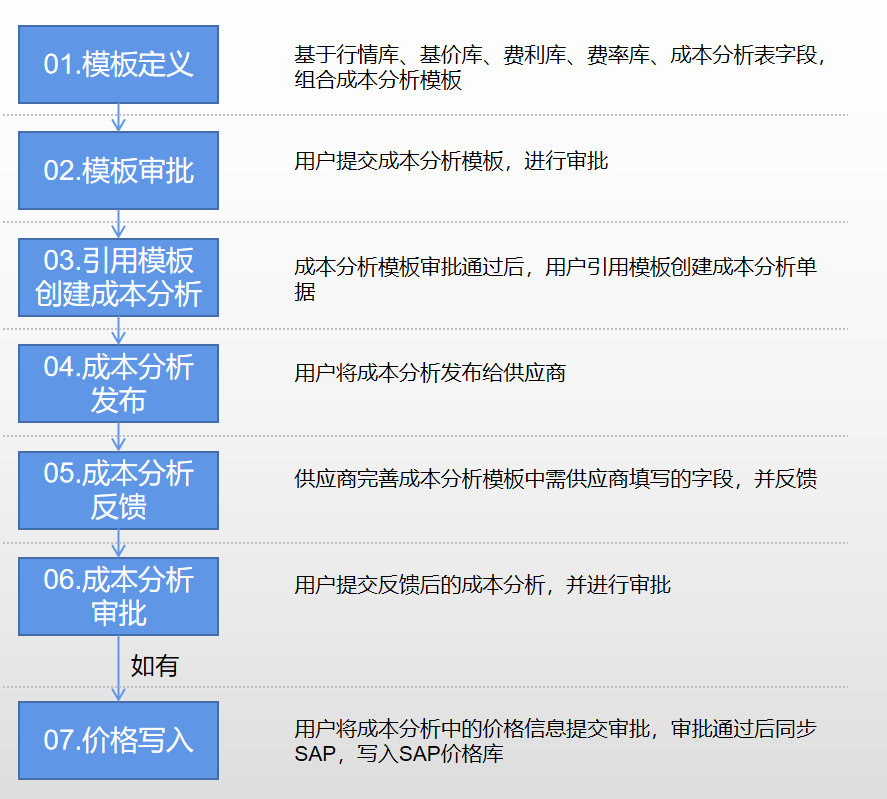 01.模板定义
基于行情库、基价库、费利库、费率库、成本分析表字段，
组合成本分析模板
02.模板审批
用户提交成本分析模板，进行审批
03.引用模板
创建成本分析
成本分析模板审批通过后，用户引用模板创建成本分析单
据
04.成本分析
发布
用户将成本分析发布给供应商
05.成本分析
反馈
供应商完善成本分析模板中需供应商填写的字段，并反馈
06.成本分析
审批
用户提交反馈后的成本分析，并进行审批
如有
07.价格写入
用户将成本分析中的价格信息提交审批，审批通过后同步
SAP，写入SAP价格库